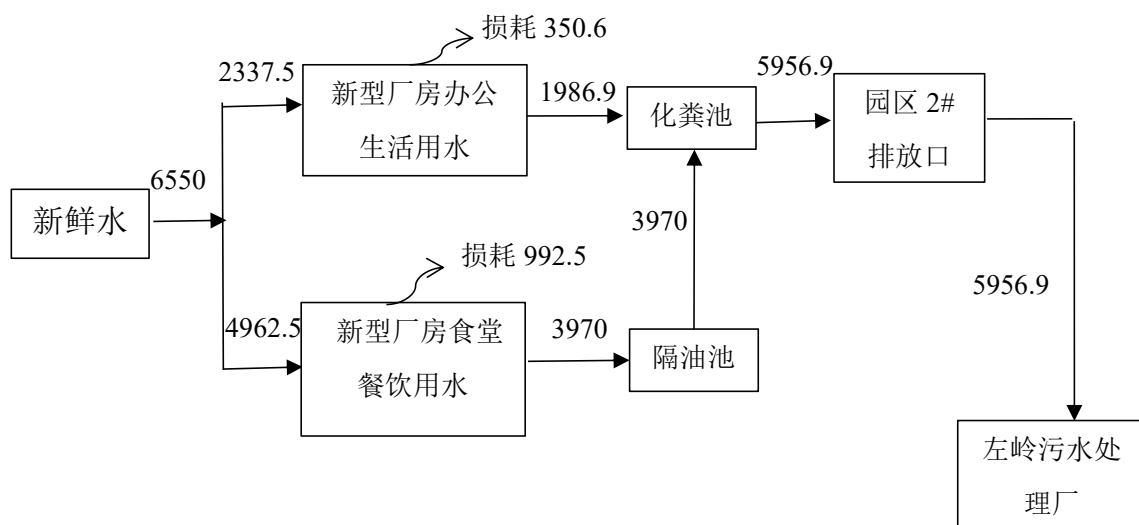 损耗 350.6
2337.5
新型厂房办公
生活用水
1986.9
化粪池
5956.9
园区 2#
排放口
6550
新鲜水
3970
损耗 992.5
4962.5
新型厂房食堂
餐饮用水
3970
隔油池
5956.9
左岭污水处
理厂